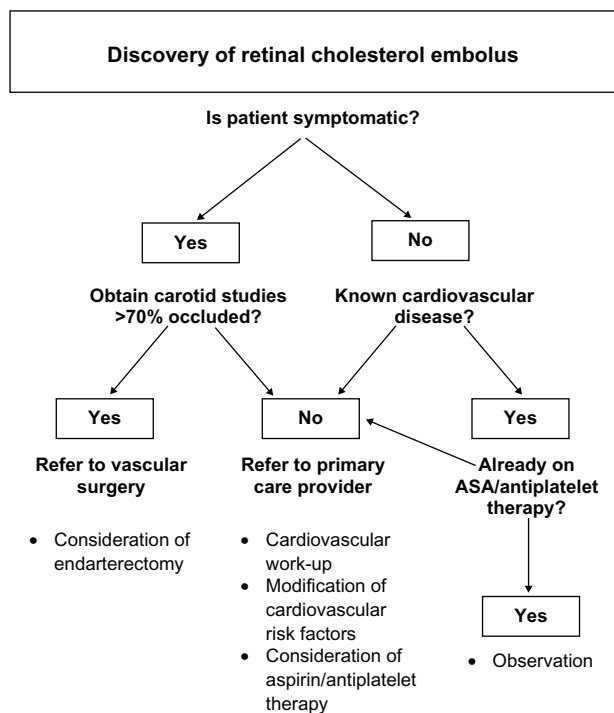 Discovery of retinal cholesterol embolus
Is patient symptomatic?
Yes
No
Obtain carotid studies
>70% occluded?
Known cardiovascular
disease?
Yes
No
Yes
Refer to vascular
surgery
Refer to primary
care provider
Already on
ASA/antiplatelet
therapy?
• Consideration of
endarterectomy
• Cardiovascular
work-up
• Modification of
cardiovascular
risk factors
• Consideration of
aspirin/antiplatelet
therapy
Yes
• Observation